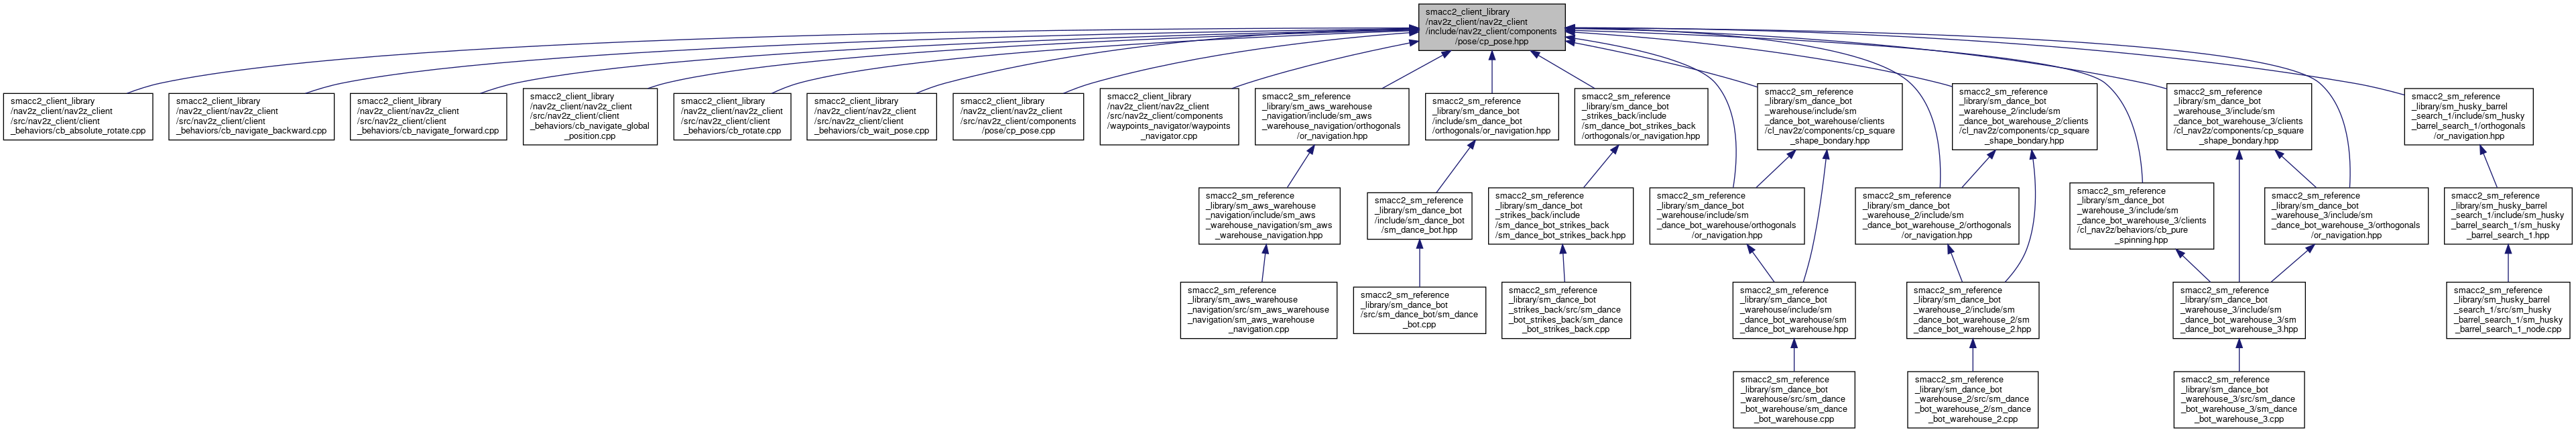 smacc2_client_library
/nav2z_client/nav2z_client
/include/nav2z_client/components
/pose/cp_pose.hpp
smacc2_client_library
/nav2z_client/nav2z_client
/src/nav2z_client/client
_behaviors/cb_absolute_rotate.cpp
smacc2_client_library
/nav2z_client/nav2z_client
/src/nav2z_client/client
_behaviors/cb_navigate_backward.cpp
smacc2_client_library
/nav2z_client/nav2z_client
/src/nav2z_client/client
_behaviors/cb_navigate_forward.cpp
smacc2_client_library
/nav2z_client/nav2z_client
/src/nav2z_client/client
_behaviors/cb_navigate_global
_position.cpp
smacc2_client_library
/nav2z_client/nav2z_client
/src/nav2z_client/client
_behaviors/cb_rotate.cpp
smacc2_client_library
/nav2z_client/nav2z_client
/src/nav2z_client/client
_behaviors/cb_wait_pose.cpp
smacc2_client_library
/nav2z_client/nav2z_client
/src/nav2z_client/components
/pose/cp_pose.cpp
smacc2_client_library
/nav2z_client/nav2z_client
/src/nav2z_client/components
/waypoints_navigator/waypoints
_navigator.cpp
smacc2_sm_reference
_library/sm_aws_warehouse
_navigation/include/sm_aws
_warehouse_navigation/orthogonals
/or_navigation.hpp
smacc2_sm_reference
_library/sm_dance_bot
/include/sm_dance_bot
/orthogonals/or_navigation.hpp
smacc2_sm_reference
_library/sm_dance_bot
_strikes_back/include
/sm_dance_bot_strikes_back
/orthogonals/or_navigation.hpp
smacc2_sm_reference
_library/sm_dance_bot
_warehouse/include/sm
_dance_bot_warehouse/clients
/cl_nav2z/components/cp_square
_shape_bondary.hpp
smacc2_sm_reference
_library/sm_dance_bot
_warehouse_2/include/sm
_dance_bot_warehouse_2/clients
/cl_nav2z/components/cp_square
_shape_bondary.hpp
smacc2_sm_reference
_library/sm_dance_bot
_warehouse_3/include/sm
_dance_bot_warehouse_3/clients
/cl_nav2z/components/cp_square
_shape_bondary.hpp
smacc2_sm_reference
_library/sm_husky_barrel
_search_1/include/sm_husky
_barrel_search_1/orthogonals
/or_navigation.hpp
smacc2_sm_reference
_library/sm_aws_warehouse
_navigation/include/sm_aws
_warehouse_navigation/sm_aws
_warehouse_navigation.hpp
smacc2_sm_reference
_library/sm_dance_bot
/include/sm_dance_bot
/sm_dance_bot.hpp
smacc2_sm_reference
_library/sm_dance_bot
_strikes_back/include
/sm_dance_bot_strikes_back
/sm_dance_bot_strikes_back.hpp
smacc2_sm_reference
_library/sm_dance_bot
_warehouse/include/sm
_dance_bot_warehouse/orthogonals
/or_navigation.hpp
smacc2_sm_reference
_library/sm_dance_bot
_warehouse_2/include/sm
_dance_bot_warehouse_2/orthogonals
/or_navigation.hpp
smacc2_sm_reference
_library/sm_dance_bot
_warehouse_3/include/sm
_dance_bot_warehouse_3/clients
/cl_nav2z/behaviors/cb_pure
_spinning.hpp
smacc2_sm_reference
_library/sm_dance_bot
_warehouse_3/include/sm
_dance_bot_warehouse_3/orthogonals
/or_navigation.hpp
smacc2_sm_reference
_library/sm_husky_barrel
_search_1/include/sm_husky
_barrel_search_1/sm_husky
_barrel_search_1.hpp
smacc2_sm_reference
_library/sm_aws_warehouse
_navigation/src/sm_aws_warehouse
_navigation/sm_aws_warehouse
_navigation.cpp
smacc2_sm_reference
_library/sm_dance_bot
/src/sm_dance_bot/sm_dance
_bot.cpp
smacc2_sm_reference
_library/sm_dance_bot
_strikes_back/src/sm_dance
_bot_strikes_back/sm_dance
_bot_strikes_back.cpp
smacc2_sm_reference
_library/sm_dance_bot
_warehouse/include/sm
_dance_bot_warehouse/sm
_dance_bot_warehouse.hpp
smacc2_sm_reference
_library/sm_dance_bot
_warehouse_2/include/sm
_dance_bot_warehouse_2/sm
_dance_bot_warehouse_2.hpp
smacc2_sm_reference
_library/sm_dance_bot
_warehouse_3/include/sm
_dance_bot_warehouse_3/sm
_dance_bot_warehouse_3.hpp
smacc2_sm_reference
_library/sm_husky_barrel
_search_1/src/sm_husky
_barrel_search_1/sm_husky
_barrel_search_1_node.cpp
smacc2_sm_reference
_library/sm_dance_bot
_warehouse/src/sm_dance
_bot_warehouse/sm_dance
_bot_warehouse.cpp
smacc2_sm_reference
_library/sm_dance_bot
_warehouse_2/src/sm_dance
_bot_warehouse_2/sm_dance
_bot_warehouse_2.cpp
smacc2_sm_reference
_library/sm_dance_bot
_warehouse_3/src/sm_dance
_bot_warehouse_3/sm_dance
_bot_warehouse_3.cpp